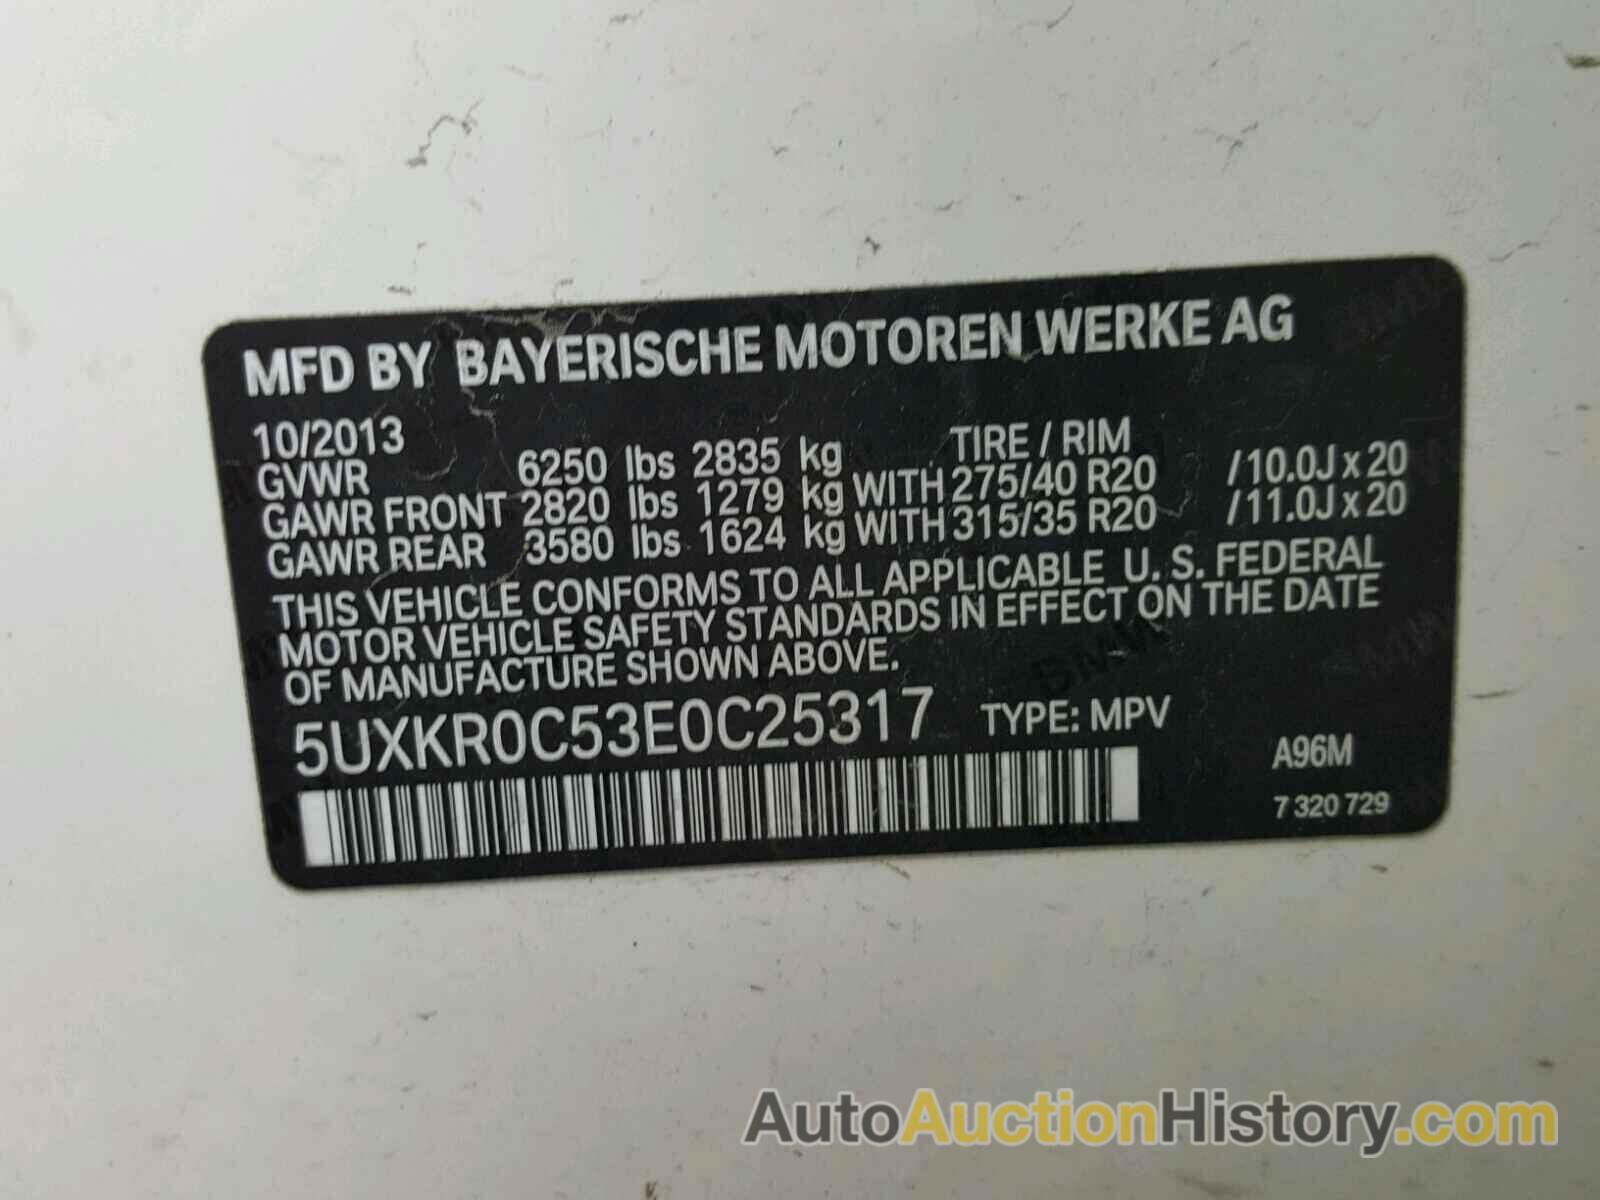 MFD BY BAYERISCHE MOTOREN WERKE AG
10/2013 TIRE / RIM
GVWR 6250 lbs 2835 kg
GAWR FRONT 2820 lbs 1279 kg WITH 275/40 R20 / 10.0J x 20
GAWR REAR 3580 lbs 1624 kg WITH 315/35 R20 / 11.0J x 20
THIS VEHICLE CONFORMS TO ALL APPLICABLE U. S. FEDERAL
MOTOR VEHICLE SAFETY STANDARDS IN EFFECT ON THE DATE
OF MANUFACTURE SHOWN ABOVE.
5UXKR0C53E0C25317 TYPE: MPV
A96M
7 320 729
AutoAuctionHistory.com